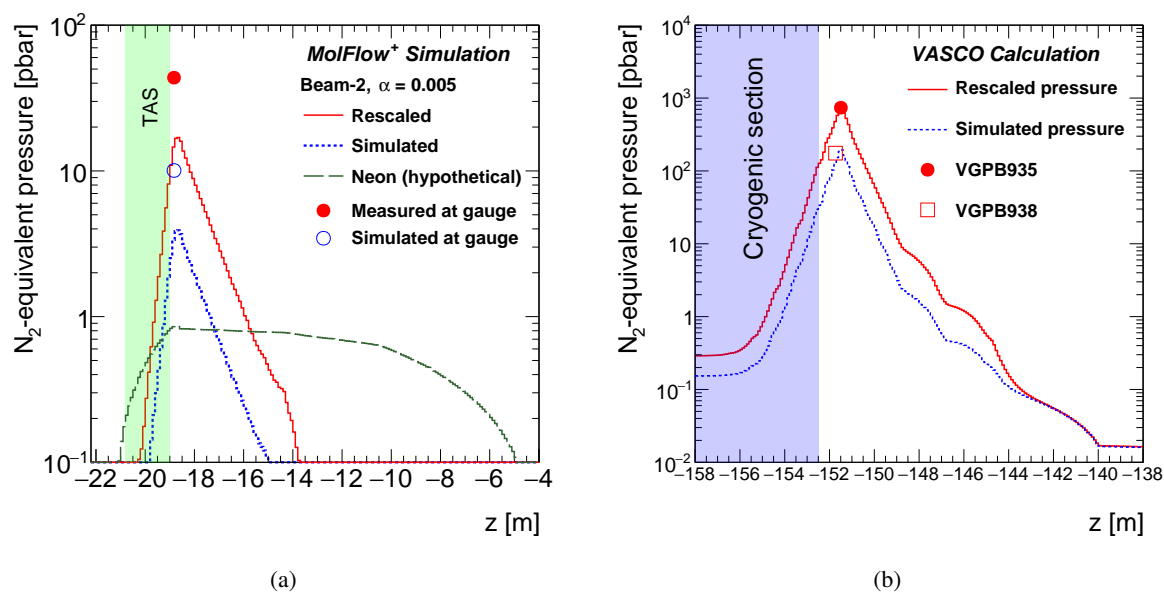 N₂-equivalent pressure [pbar]
10²
10
1
10⁻¹
TAS
MolFlow⁺ Simulation
Beam-2, α = 0.005
Rescaled
Simulated
Neon (hypothetical)
Measured at gauge
Simulated at gauge
−22 −20 −18 −16 −14 −12 −10 −8 −6 −4
z [m]
(a)
N₂-equivalent pressure [pbar]
10⁴
10³
10²
10
1
10⁻¹
10⁻²
Cryogenic section
VASCO Calculation
Rescaled pressure
Simulated pressure
VGPB935
VGPB938
−158 −156 −154 −152 −150 −148 −146 −144 −142 −140 −138
z [m]
(b)